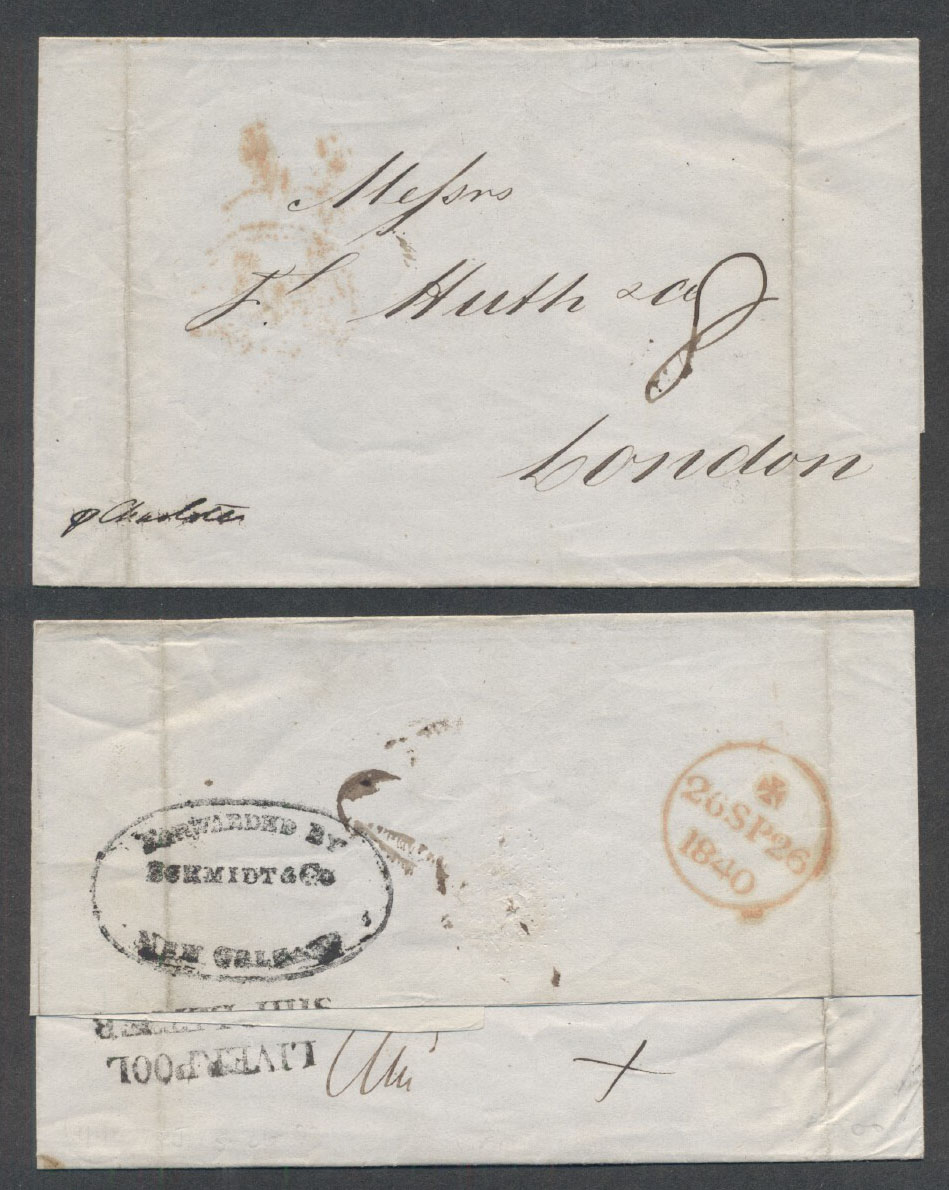 Messrs
F. Huth & Co
8
London
p Charlotte
FORWARDED BY
SCHMIDT & Co
NEW ORLEANS
26 SP 26
1840
LIVERPOOL
SHIP LETTER